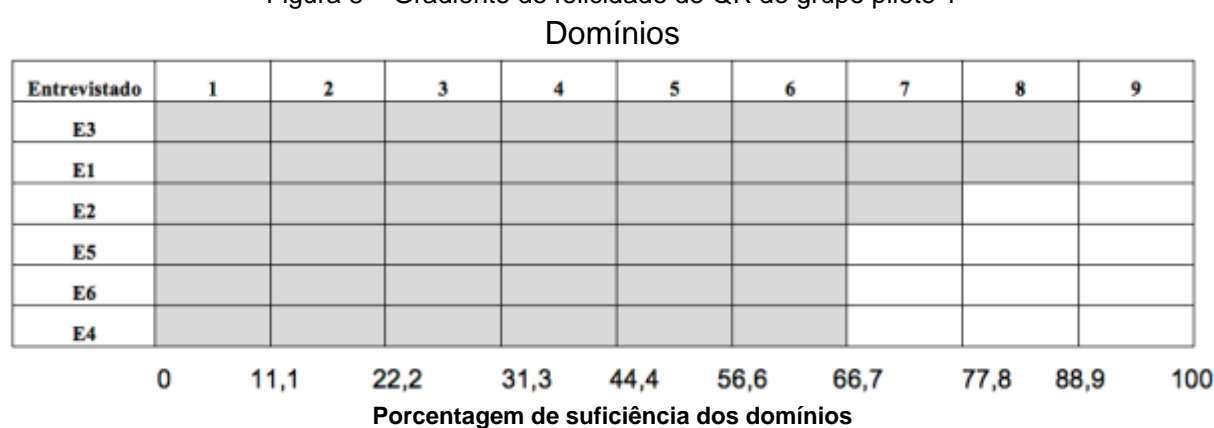 Domínios
Entrevistado 1 2 3 4 5 6 7 8 9
E3
E1
E2
E5
E6
E4
0 11,1 22,2 31,3 44,4 56,6 66,7 77,8 88,9 100
Porcentagem de suficiência dos domínios